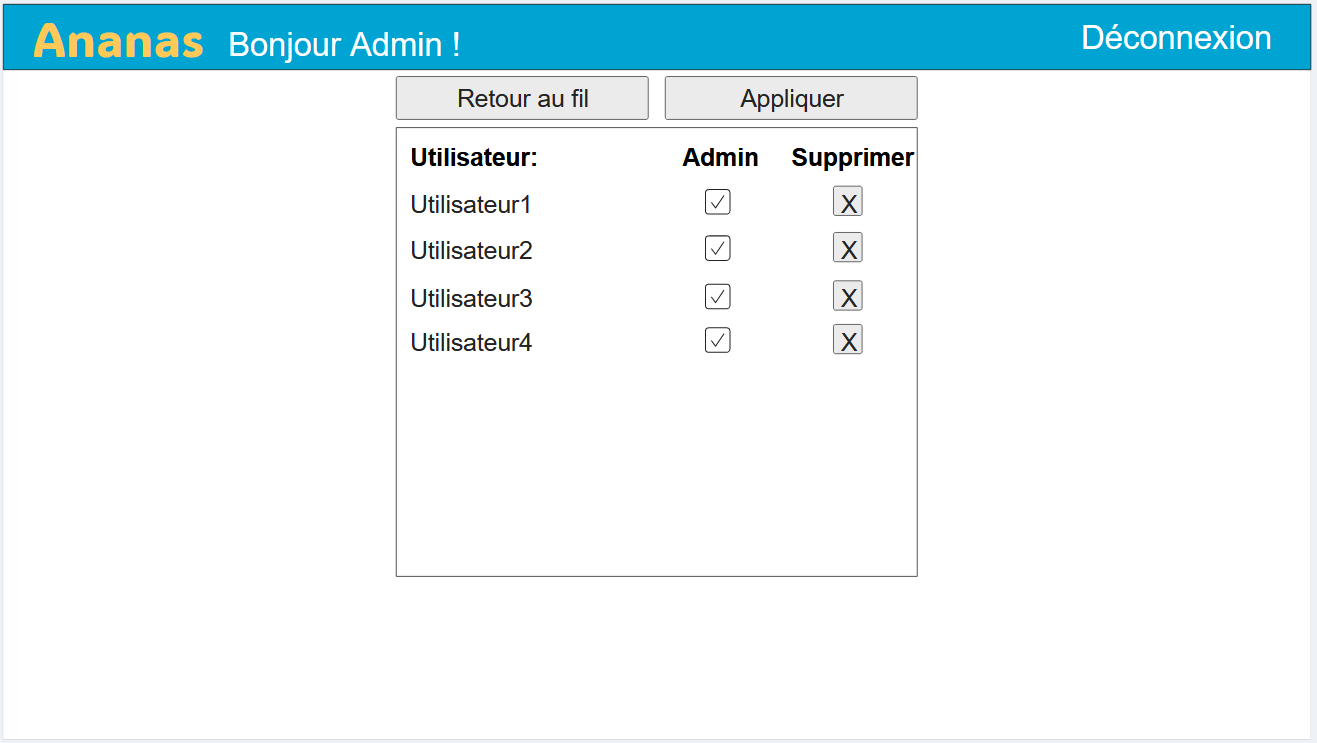 Ananas Bonjour Admin ! Déconnexion
Retour au fil Appliquer
Utilisateur: Admin Supprimer
Utilisateur1 X
Utilisateur2 X
Utilisateur3 X
Utilisateur4 X